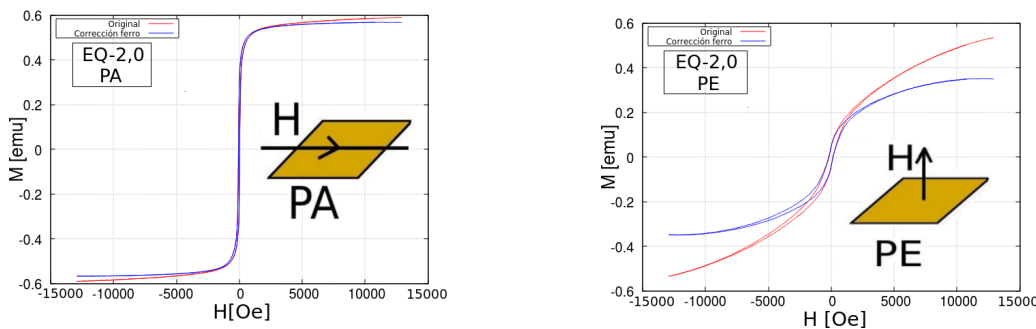 0.6
0.4
0.2
0
-0.2
-0.4
-0.6
M [emu]
Original
Corrección ferro
EQ-2,0
PA
H
PA
-15000 -10000 -5000 0 5000 10000 15000
H[Oe]
0.6
0.4
0.2
0
-0.2
-0.4
-0.6
M [emu]
Original
Corrección ferro
EQ-2,0
PE
H
PE
-15000 -10000 -5000 0 5000 10000 15000
H [Oe]